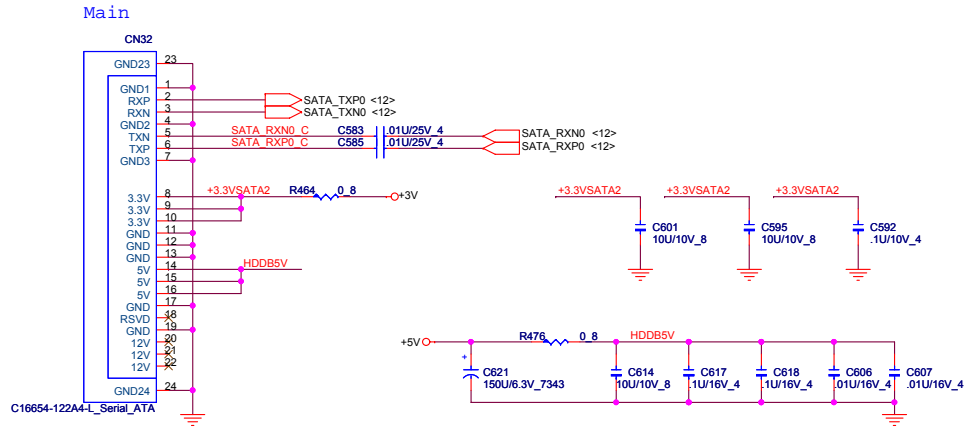 Main
CN32
GND23 23
GND1 1
RXP 2 SATA_TXP0 <12>
RXN 3 SATA_TXN0 <12>
GND2 4
TXN 5 SATA_RXN0_C C583 .01U/25V_4 SATA_RXN0 <12>
TXP 6 SATA_RXP0_C C585 .01U/25V_4 SATA_RXP0 <12>
GND3 7
3.3V 8 +3.3VSATA2 R464 0_8 +3V
3.3V 9
3.3V 10
GND 11
GND 12
GND 13
5V 14 HDDB5V
5V 15
5V 16
GND 17
RSVD 18
GND 19
12V 20
12V 21
12V 22
GND24 24
C16654-122A4-L_Serial_ATA
+3.3VSATA2 +3.3VSATA2 +3.3VSATA2
C601 C595 C592
10U/10V_8 10U/10V_8 .1U/10V_4
+5V R476 0_8 HDDB5V
+
C621 C614 C617 C618 C606 C607
150U/6.3V_7343 10U/10V_8 .1U/16V_4 .1U/16V_4 .01U/16V_4 .01U/16V_4